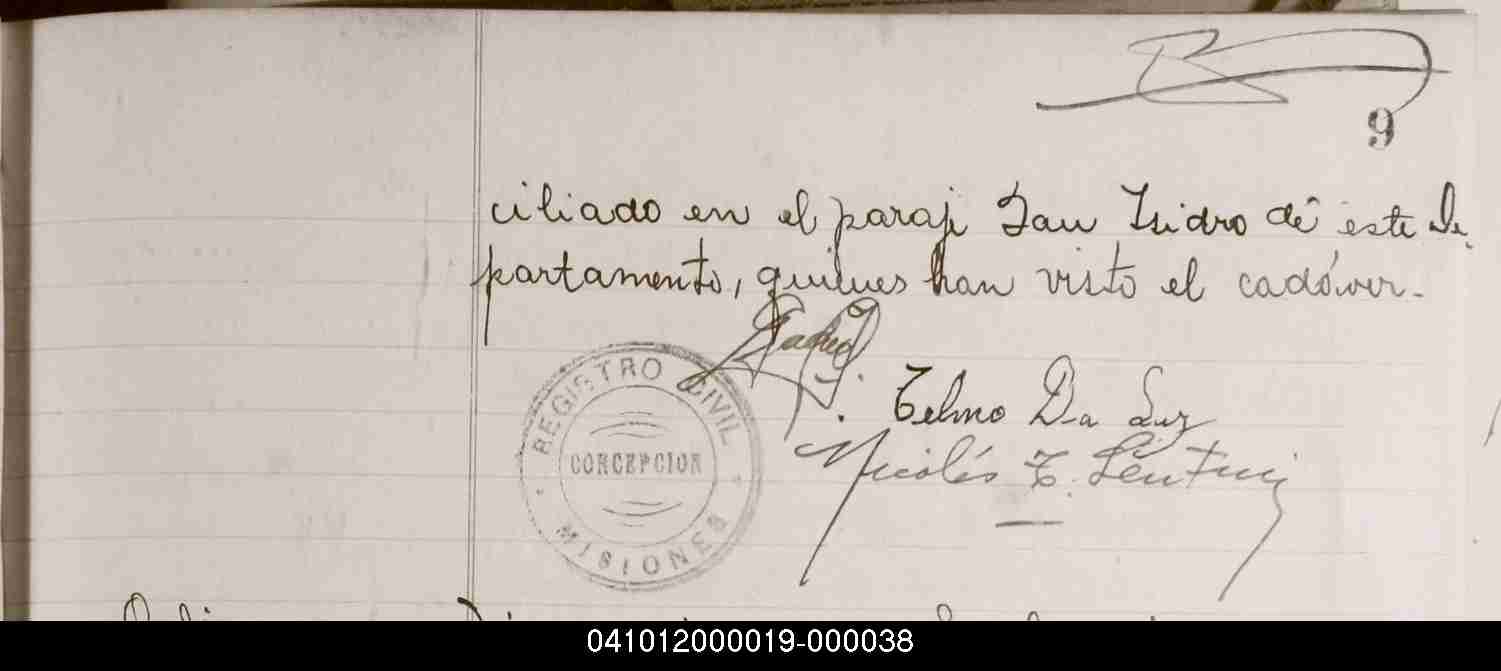 9
ciliado en el paraje San Isidro de este De-
partamento, quienes han visto el cadáver.-
REGISTRO CIVIL
CONCEPCION
MISIONES
Telmo Da Luz
Nicolás T.
041012000019-000038